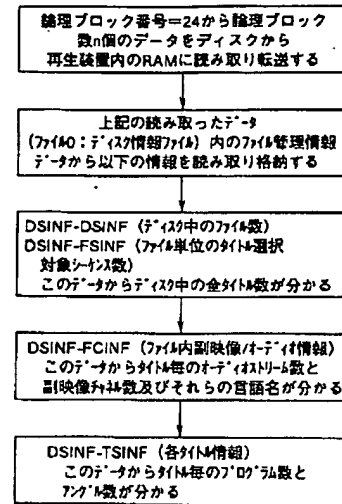 論理ブロック番号＝24から論理ブロック
数n個のデータをディスクから
再生装置内のRAMに読み取り転送する
上記の読み取ったデータ
(ファイル0：ディスク情報ファイル) 内のファイル管理情報
データから以下の情報を読み取り格納する
DSINF-DSINF (ディスク中のファイル数)
DSINF-FSINF (ファイル単位のタイトル選択
対象シーケンス数)
このデータからディスク中の全タイトル数が分かる
DSINF-FCINF (ファイル内副映像/オーディオ情報)
このデータからタイトル毎のオーディオストリーム数と
副映像チャネル数及びそれらの言語名が分かる
DSINF-TSINF (各タイトル情報)
このデータからタイトル毎のプログラム数と
アングル数が分かる